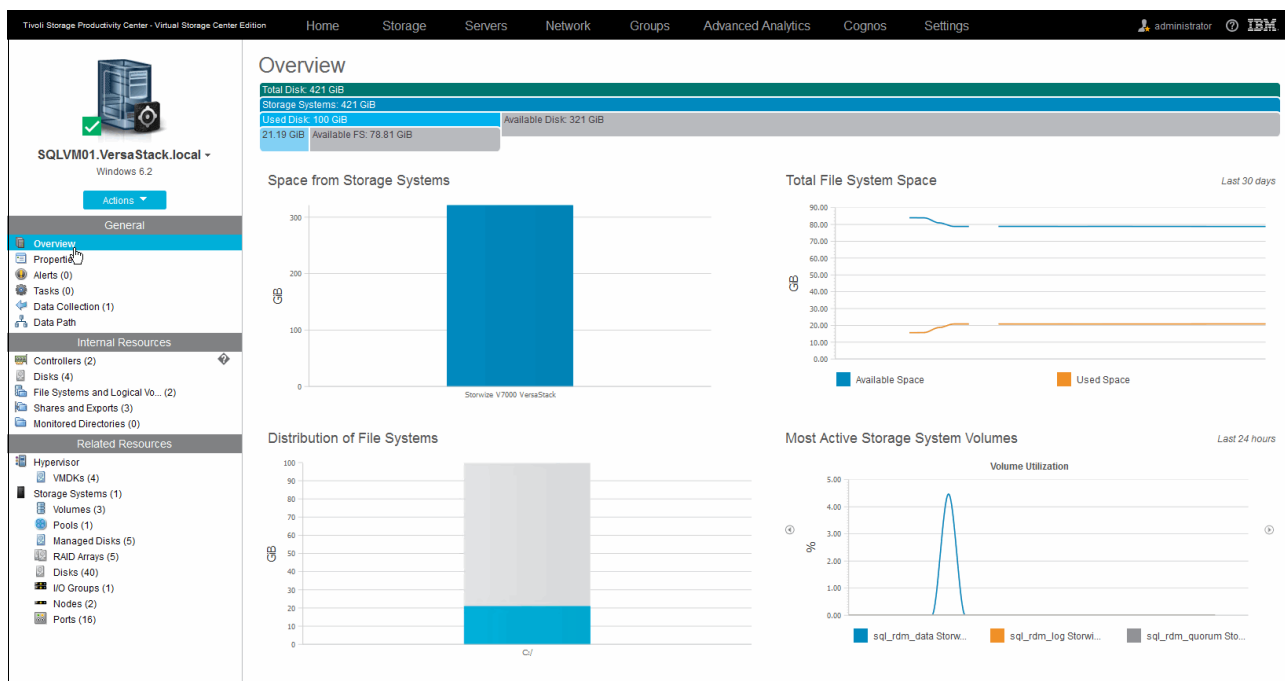 Tivoli Storage Productivity Center - Virtual Storage Center Edition
Home Storage Servers Network Groups Advanced Analytics Cognos Settings
administrator ? IBM
SQLVM01.VersaStack.local
Windows 6.2
Actions
General
Overview
Properties
Alerts (0)
Tasks (0)
Data Collection (1)
Data Path
Internal Resources
Controllers (2)
Disks (4)
File Systems and Logical Vo... (2)
Shares and Exports (3)
Monitored Directories (0)
Related Resources
Hypervisor
VMDKs (4)
Storage Systems (1)
Volumes (3)
Pools (1)
Managed Disks (5)
RAID Arrays (5)
Disks (40)
I/O Groups (1)
Nodes (2)
Ports (16)
Overview
Total Disk: 421 GiB
Storage Systems: 421 GiB
Used Disk: 100 GiB Available Disk: 321 GiB
21.19 GiB Available FS: 78.81 GiB
Space from Storage Systems
300
200
100
0
GiB
Storwize V7000 VersaStack
Total File System Space Last 30 days
90.00
80.00
70.00
60.00
50.00
40.00
30.00
20.00
10.00
0.00
GB
Available Space Used Space
Distribution of File Systems
100
90
80
70
60
50
40
30
20
10
0
GiB
C:/
Most Active Storage System Volumes Last 24 hours
Volume Utilization
5.00
4.00
3.00
2.00
1.00
0.00
%
sql_rdm_data Storw... sql_rdm_log Storwi... sql_rdm_quorum Sto...